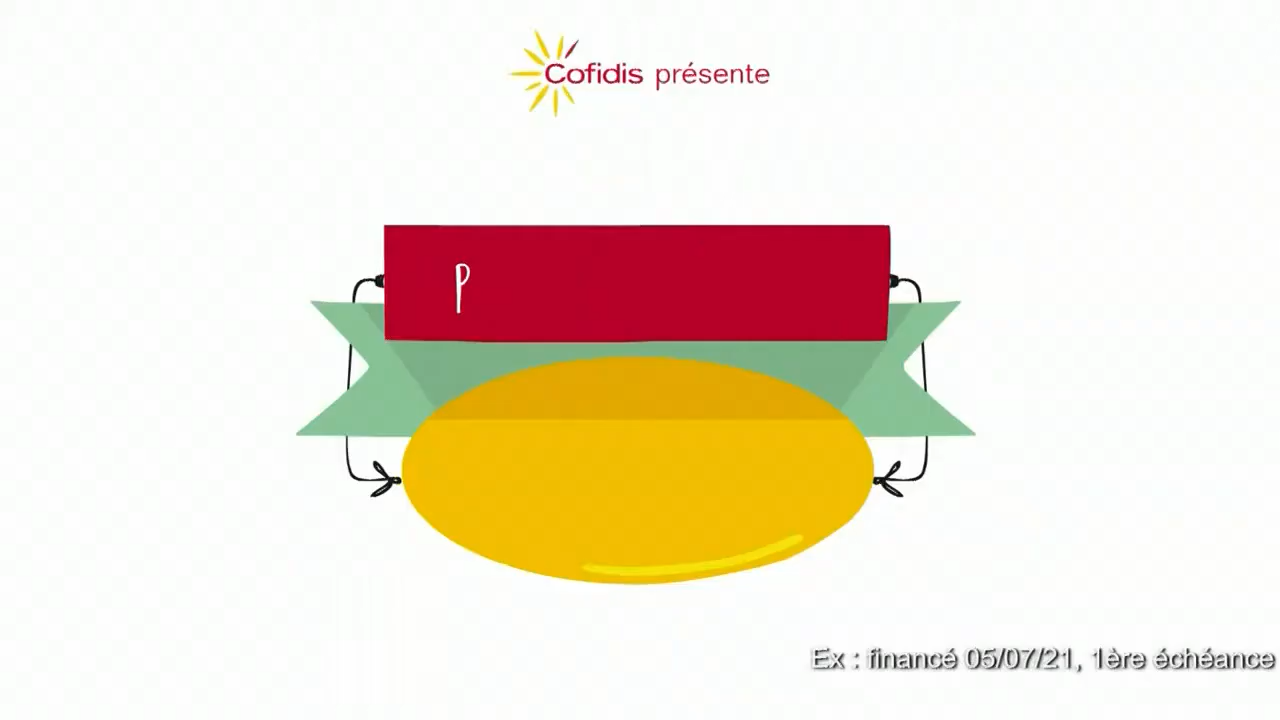 Cofidis présente
P
Ex : financé 05/07/21, 1ère échéance